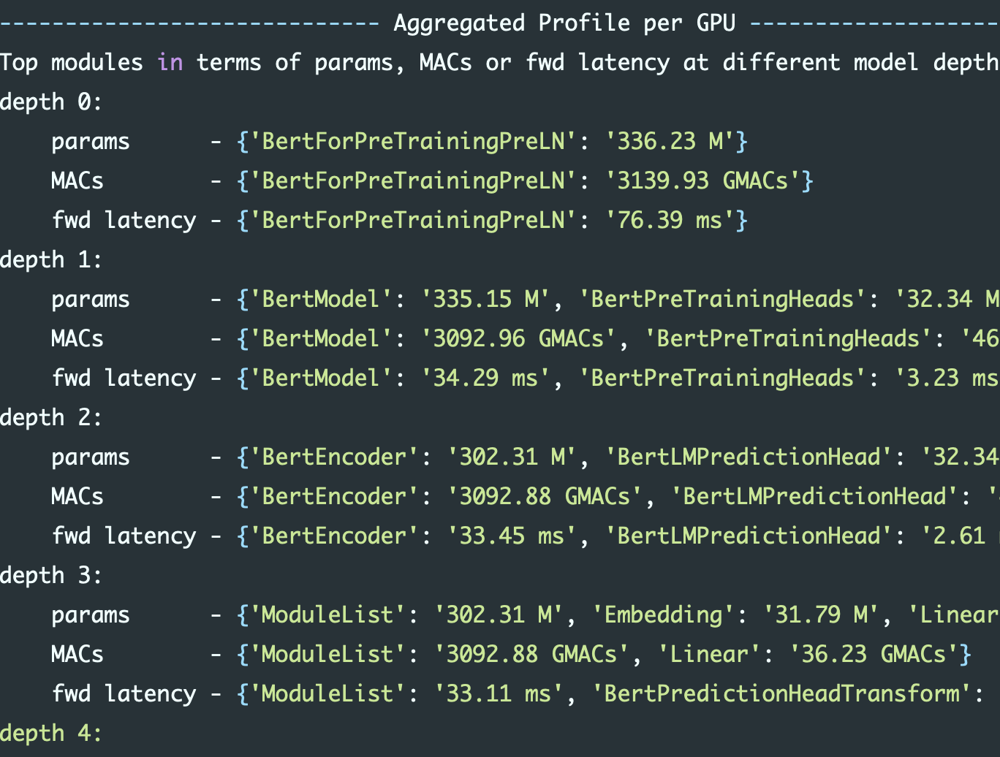 ----------------------------- Aggregated Profile per GPU -------------------
Top modules in terms of params, MACs or fwd latency at different model depth
depth 0:
    params      - {'BertForPreTrainingPreLN': '336.23 M'}
    MACs        - {'BertForPreTrainingPreLN': '3139.93 GMACs'}
    fwd latency - {'BertForPreTrainingPreLN': '76.39 ms'}
depth 1:
    params      - {'BertModel': '335.15 M', 'BertPreTrainingHeads': '32.34 M
    MACs        - {'BertModel': '3092.96 GMACs', 'BertPreTrainingHeads': '46
    fwd latency - {'BertModel': '34.29 ms', 'BertPreTrainingHeads': '3.23 ms
depth 2:
    params      - {'BertEncoder': '302.31 M', 'BertLMPredictionHead': '32.34
    MACs        - {'BertEncoder': '3092.88 GMACs', 'BertLMPredictionHead': '
    fwd latency - {'BertEncoder': '33.45 ms', 'BertLMPredictionHead': '2.61
depth 3:
    params      - {'ModuleList': '302.31 M', 'Embedding': '31.79 M', 'Linear
    MACs        - {'ModuleList': '3092.88 GMACs', 'Linear': '36.23 GMACs'}
    fwd latency - {'ModuleList': '33.11 ms', 'BertPredictionHeadTransform':
depth 4: